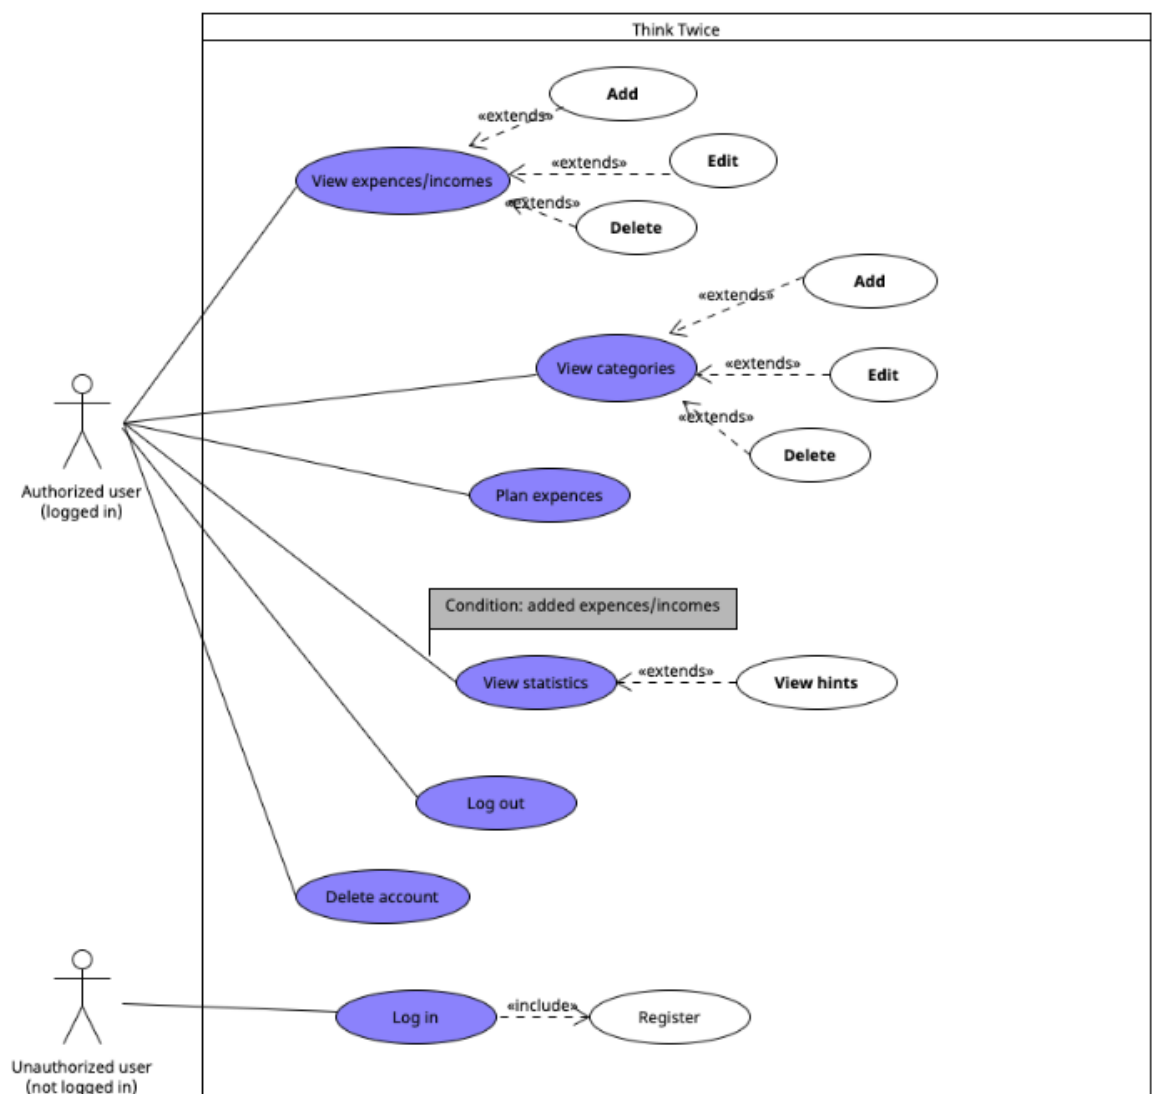 Think Twice
Add
«extends»
Edit
«extends»
View expences/incomes
«extends»
Delete
Add
«extends»
View categories
«extends»
Edit
«extends»
Delete
Authorized user
(logged in)
Plan expences
Condition: added expences/incomes
View statistics
«extends»
View hints
Log out
Delete account
Unauthorized user
(not logged in)
Log in
«include»
Register